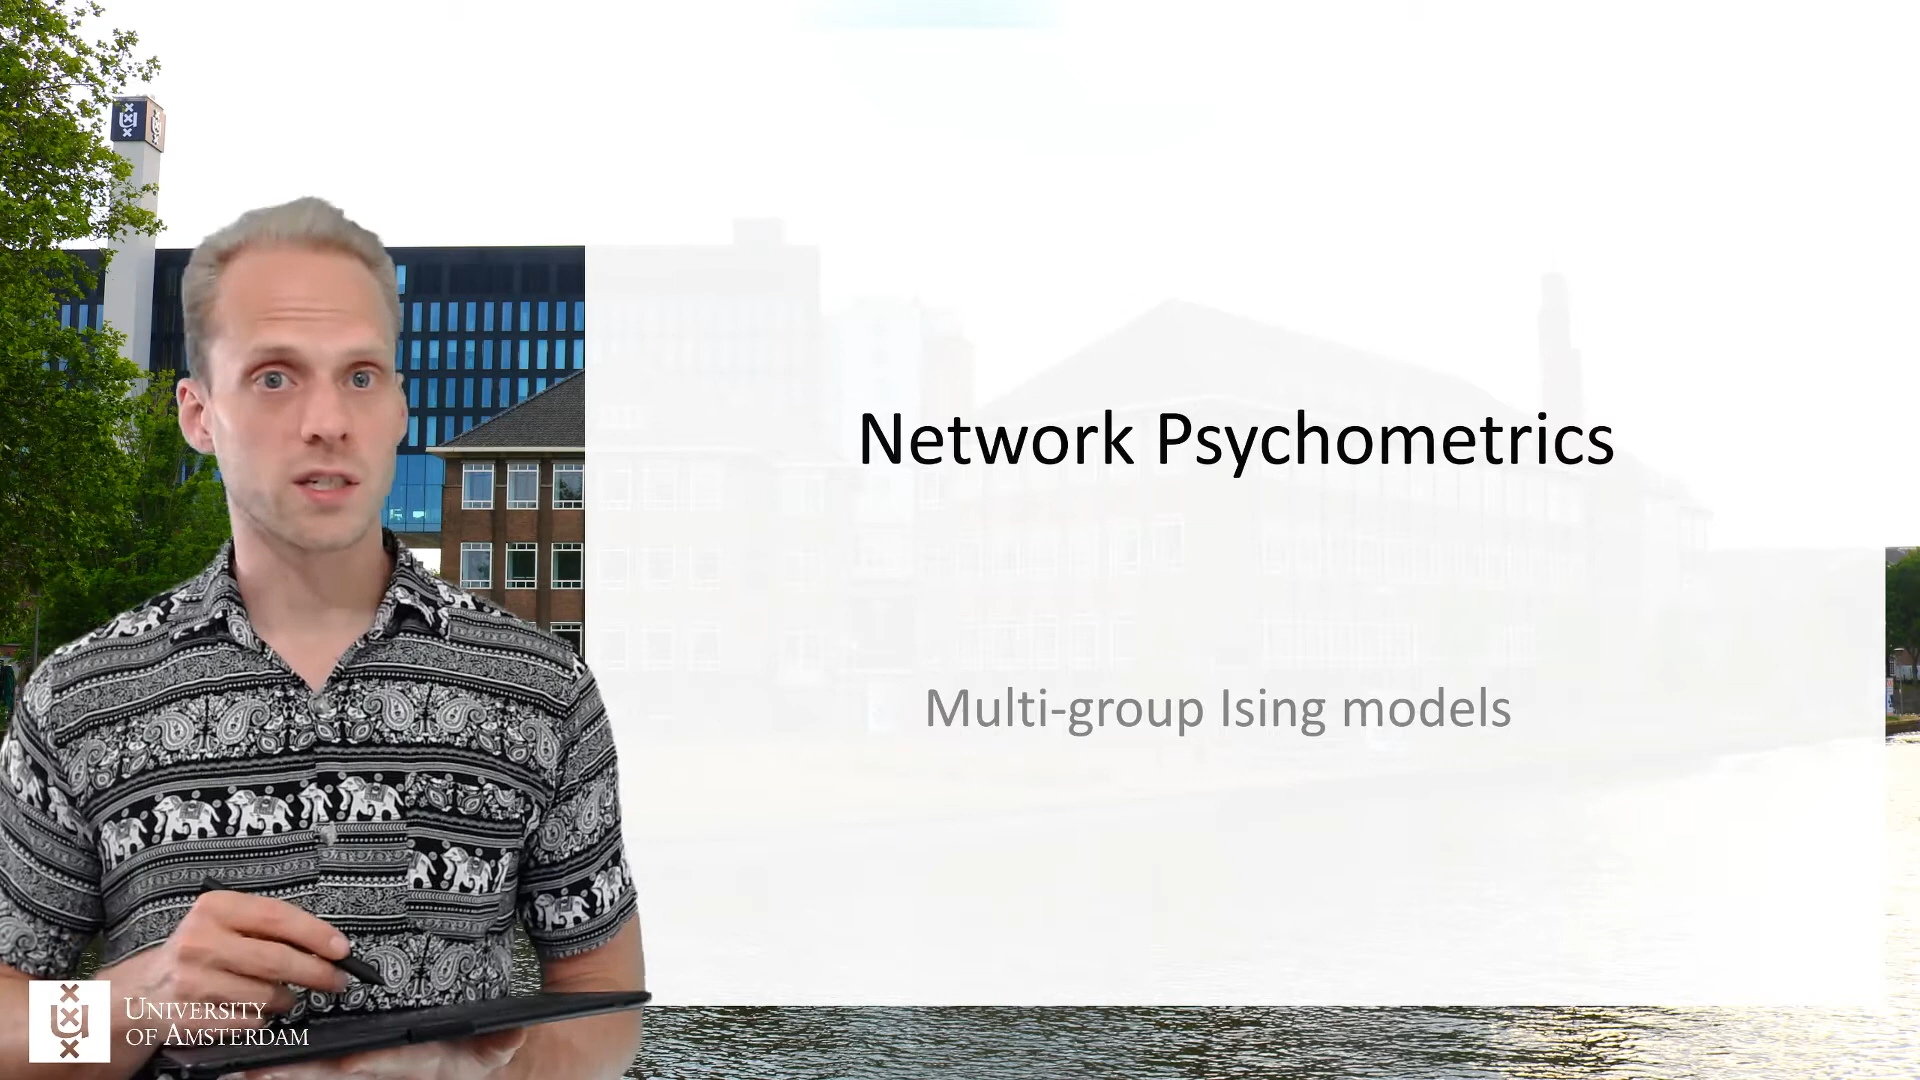 Network Psychometrics
Multi-group Ising models
UNIVERSITY
OF AMSTERDAM